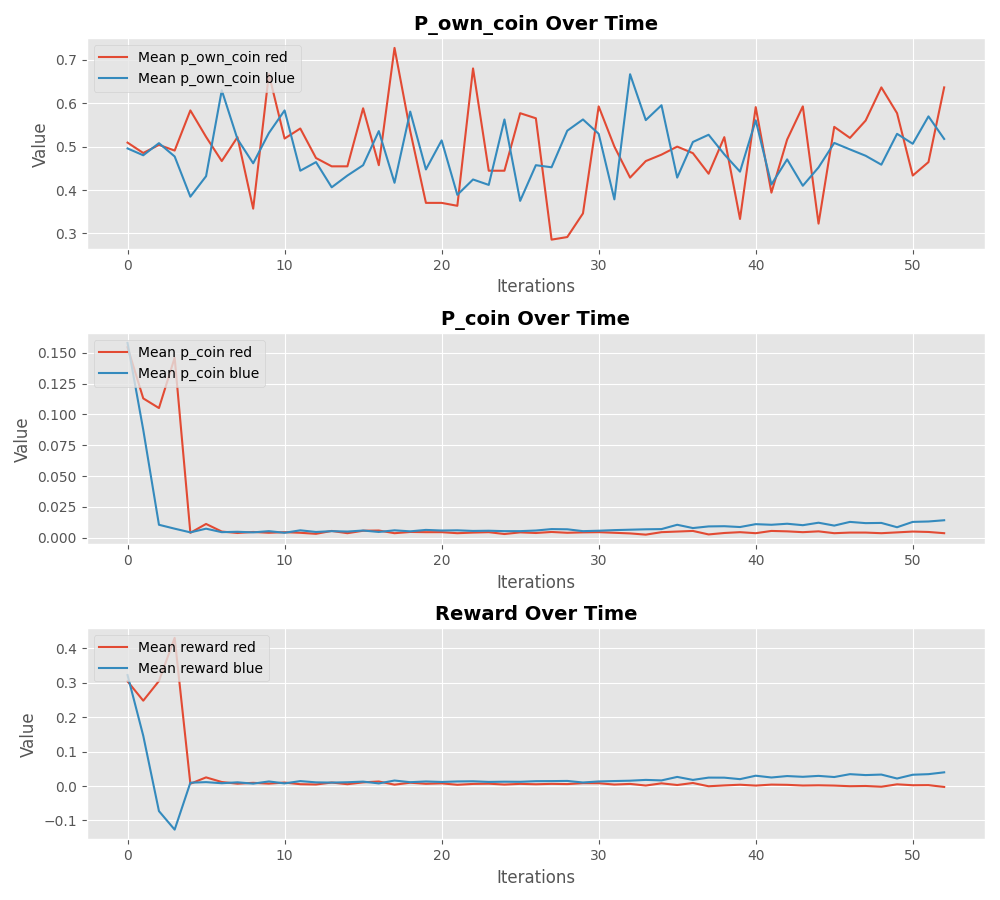 P_own_coin Over Time
Mean p_own_coin red
Mean p_own_coin blue
Value
0.7
0.6
0.5
0.4
0.3
0 10 20 30 40 50
Iterations
P_coin Over Time
Mean p_coin red
Mean p_coin blue
Value
0.150
0.125
0.100
0.075
0.050
0.025
0.000
0 10 20 30 40 50
Iterations
Reward Over Time
Mean reward red
Mean reward blue
Value
0.4
0.3
0.2
0.1
0.0
−0.1
0 10 20 30 40 50
Iterations